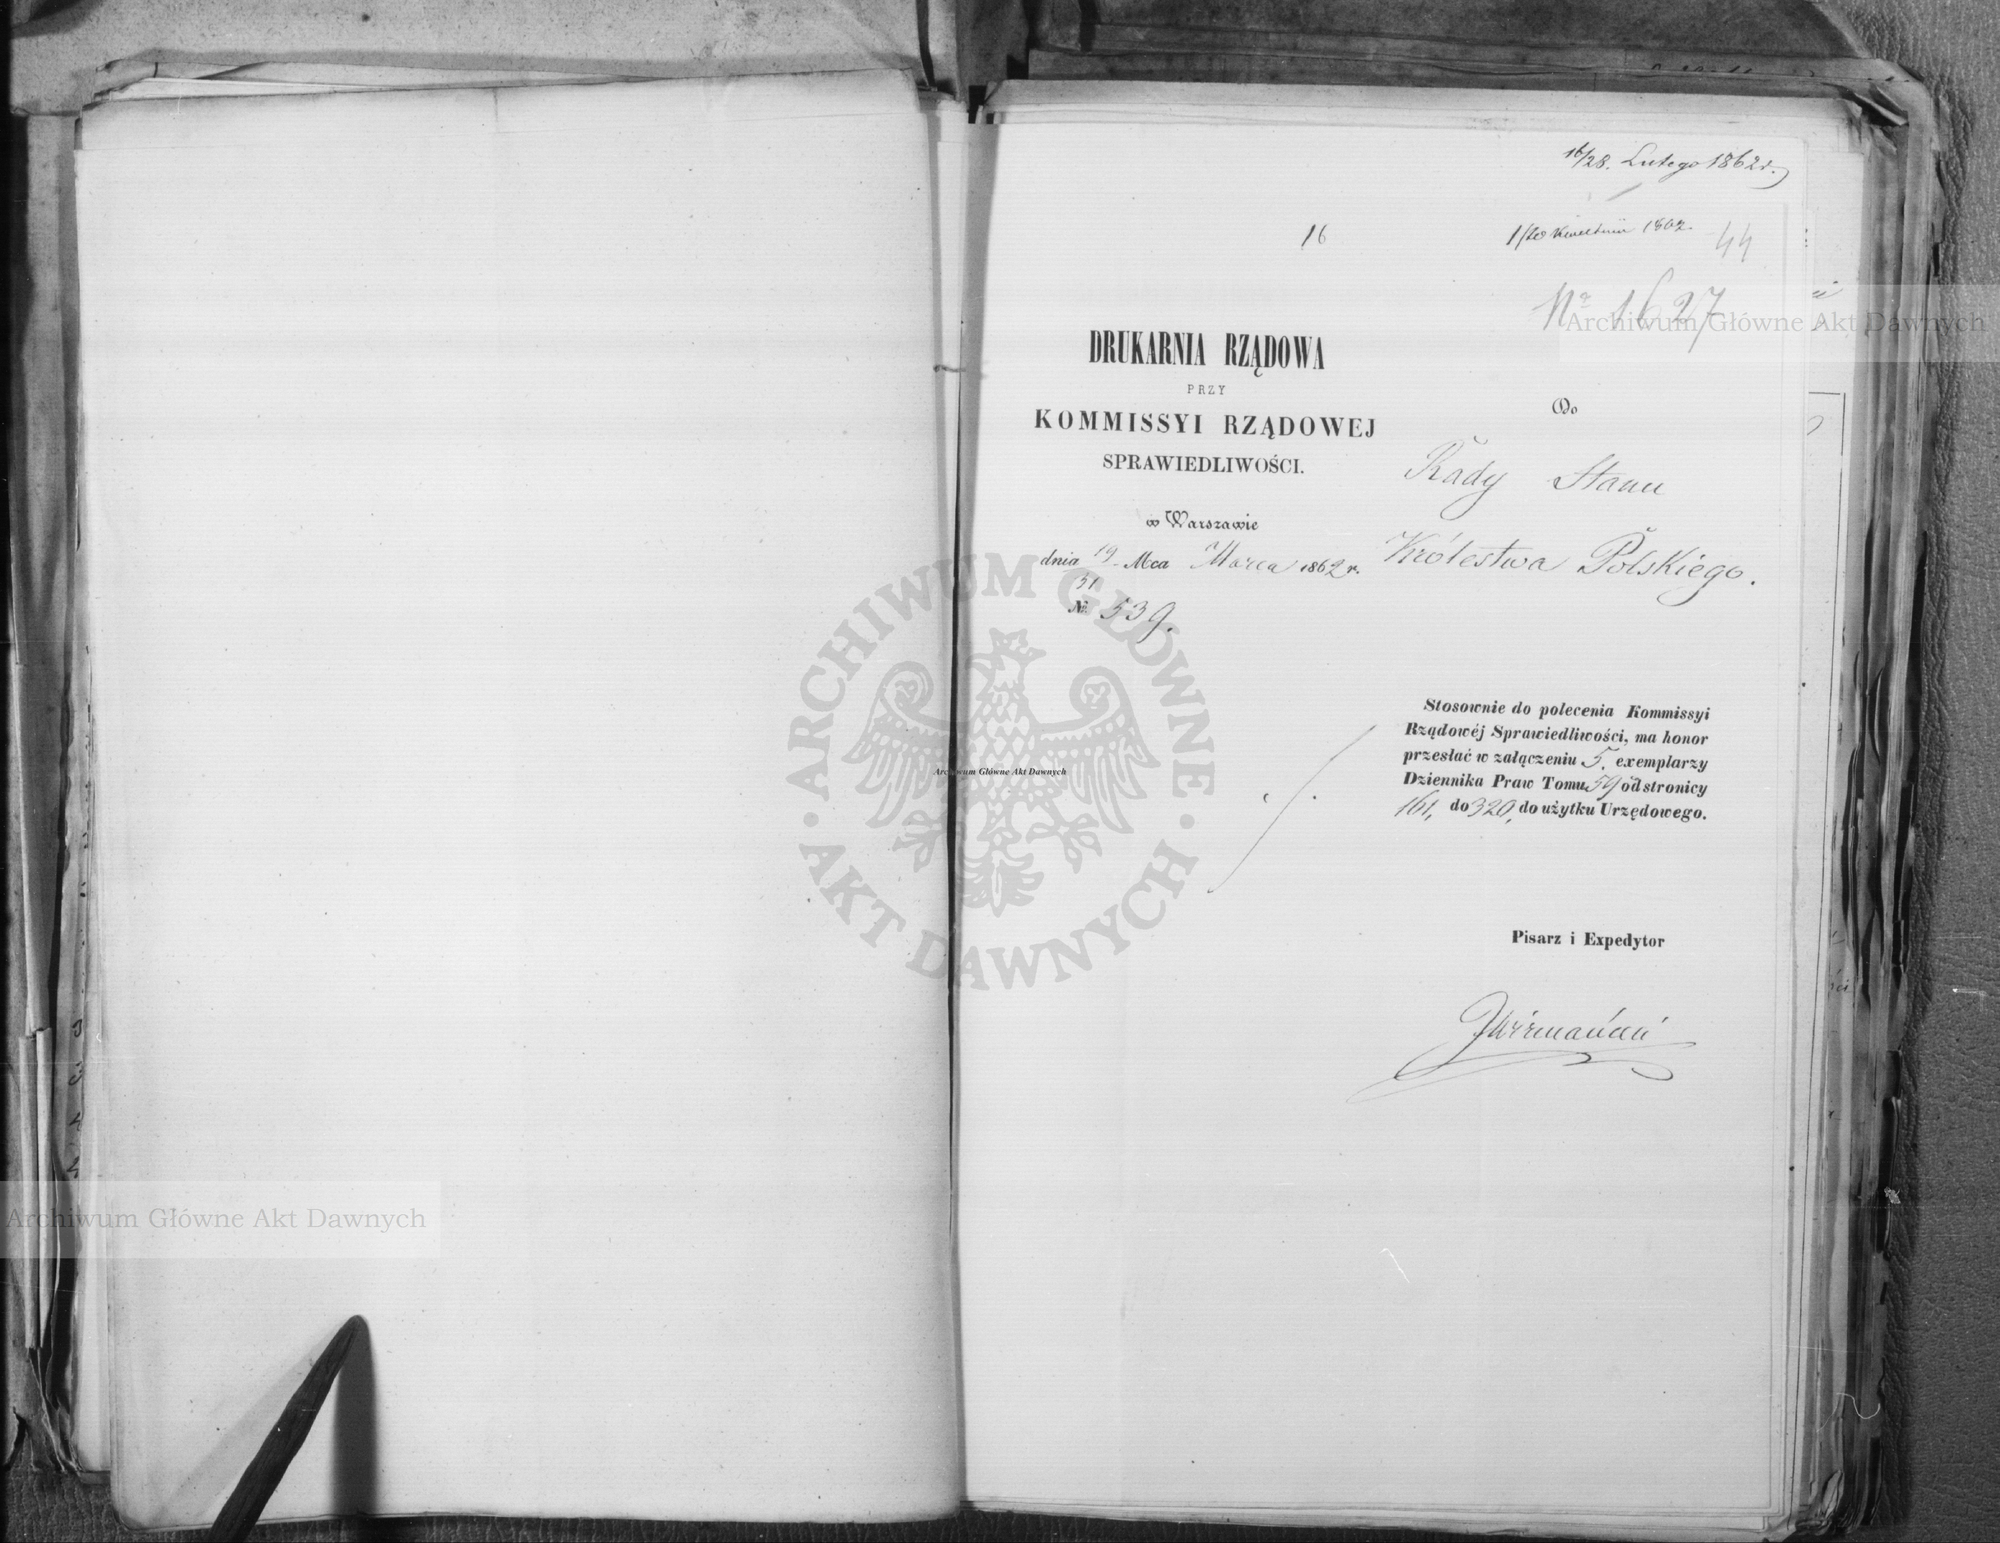 16/28. Lutego 1862 r.
16
1/20 Kwietnia 1862.
44
No 1627
DRUKARNIA RZĄDOWA
PRZY
KOMMISSYI RZĄDOWEJ
SPRAWIEDLIWOŚCI.
w Warszawie
dnia 19/31 Mca Marca 1862 r.
№ 539.
Do
Rady Stanu
Królestwa Polskiego.
Stosownie do polecenia Kommissyi
Rządowéj Sprawiedliwości, ma honor
przesłać w załączeniu 5. exemplarzy
Dziennika Praw Tomu 59 od stronicy
161, do 320, do użytku Urzędowego.
Pisarz i Expedytor
Archiwum Główne Akt Dawnych
ARCHIWUM GŁÓWNE
AKT DAWNYCH
Archiwum Główne Akt Dawnych
Archiwum Główne Akt Dawnych